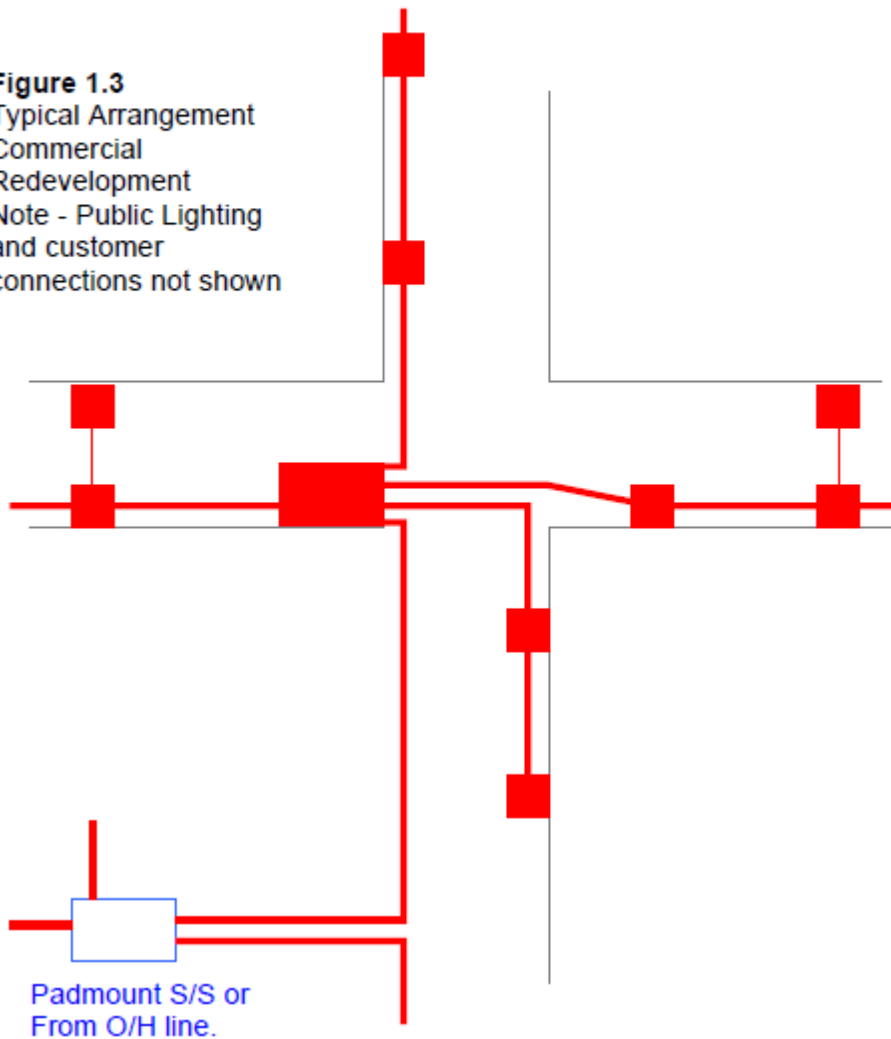 Figure 1.3
Typical Arrangement
Commercial
Redevelopment
Note - Public Lighting
and customer
connections not shown
Padmount S/S or
From O/H line.